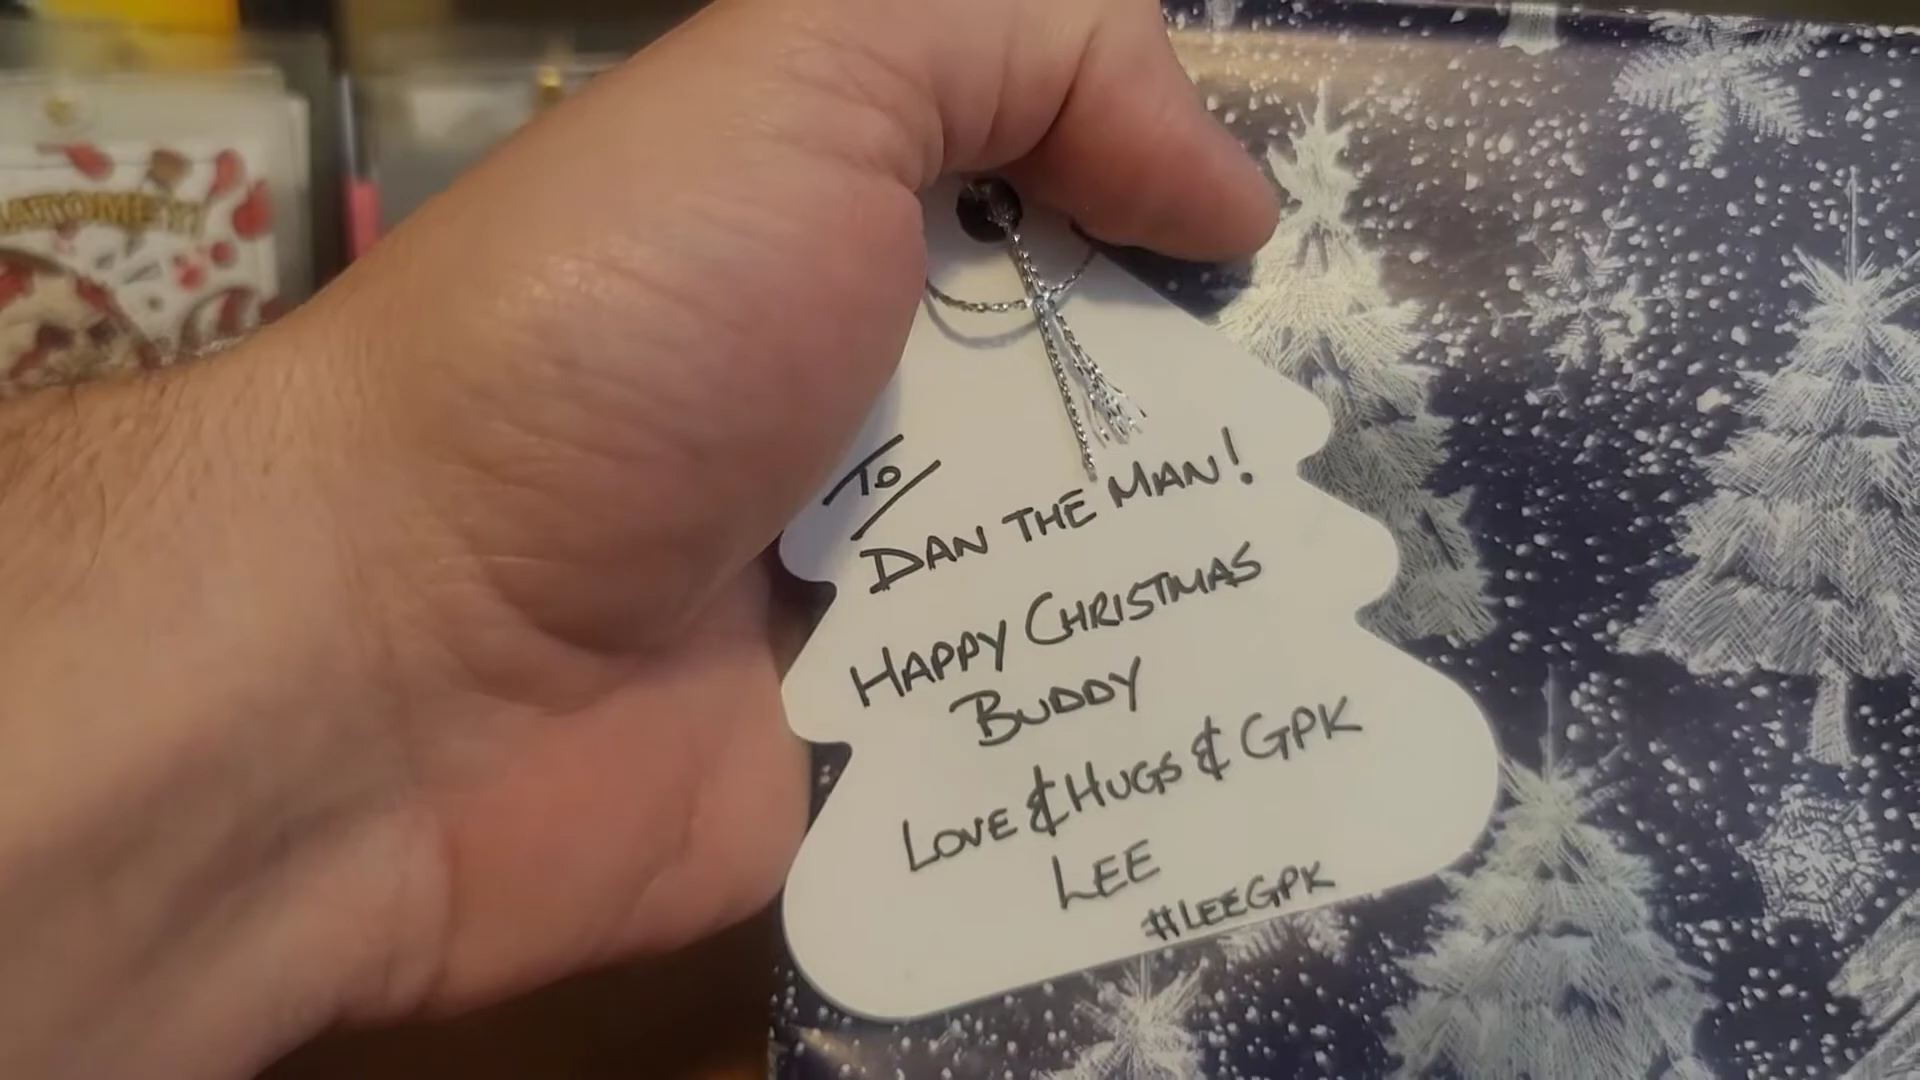 TO
DAN THE MAN!
HAPPY CHRISTMAS
BUDDY
LOVE & HUGS & GPK
LEE
#LEEGPK